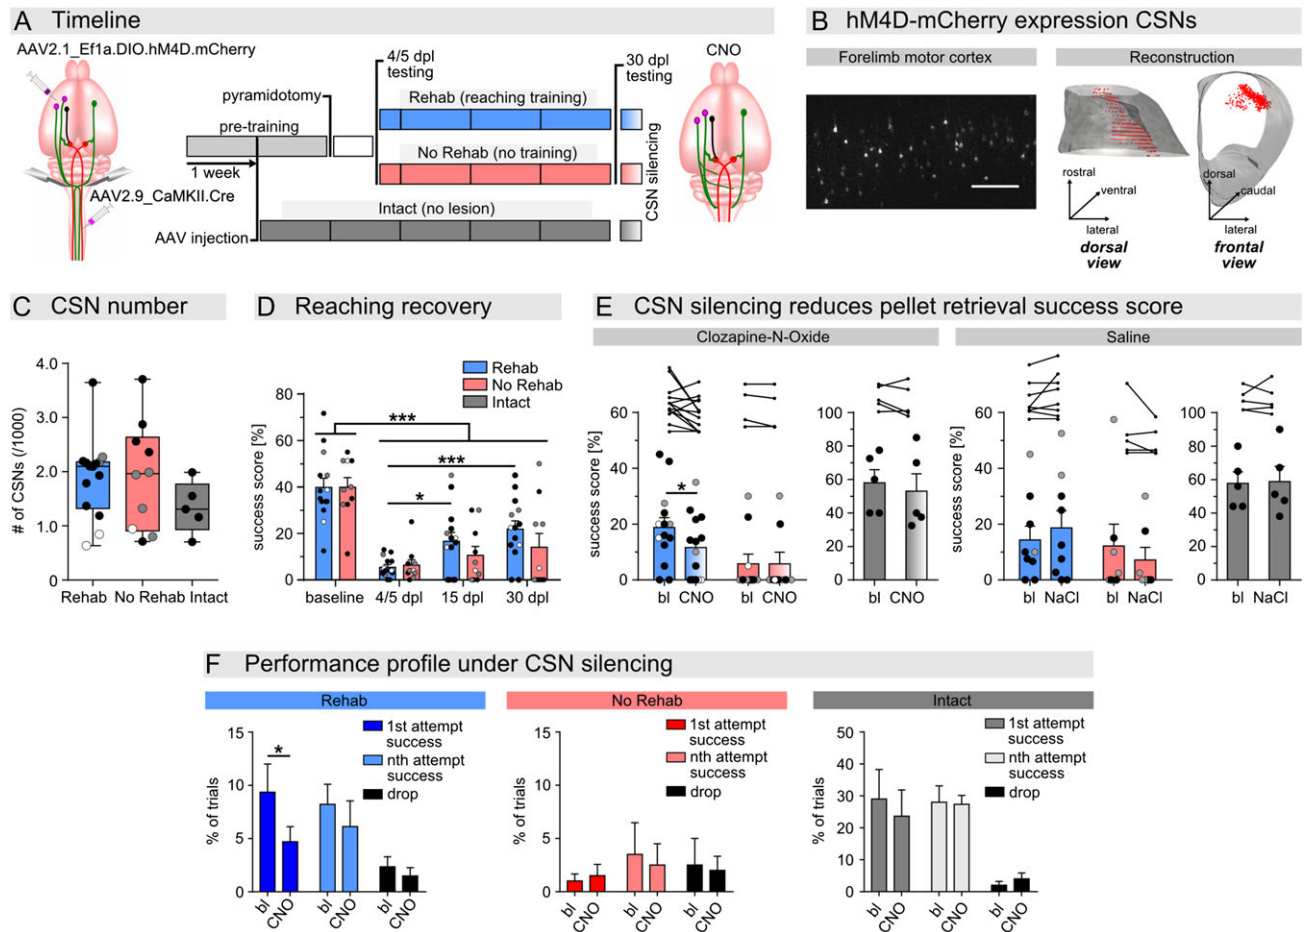 A Timeline
AAV2.1_Ef1a.DIO.hM4D.mCherry
pyramidotomy
pre-training
1 week
AAV2.9_CaMKII.Cre
AAV injection
4/5 dpl
testing
Rehab (reaching training)
No Rehab (no training)
Intact (no lesion)
30 dpl
testing
CSN silencing
CNO
B hM4D-mCherry expression CSNs
Forelimb motor cortex
Reconstruction
rostral
ventral
lateral
dorsal
view
dorsal
caudal
lateral
frontal
view
C CSN number
# of CSNs (/1000)
4.0
3.0
2.0
1.0
0
Rehab No Rehab Intact
D Reaching recovery
Rehab
No Rehab
Intact
success score [%]
80
60
40
20
0
***
***
*
baseline 4/5 dpl 15 dpl 30 dpl
E CSN silencing reduces pellet retrieval success score
Clozapine-N-Oxide
success score [%]
60
40
20
0
*
bl CNO bl CNO
success score [%]
100
80
60
40
20
0
bl CNO
Saline
success score [%]
60
40
20
0
bl NaCl bl NaCl
success score [%]
100
80
60
40
20
0
bl NaCl
F Performance profile under CSN silencing
Rehab
% of trials
15
10
5
0
*
1st attempt
success
nth attempt
success
drop
bl CNO bl CNO bl CNO
No Rehab
% of trials
15
10
5
0
1st attempt
success
nth attempt
success
drop
bl CNO bl CNO bl CNO
Intact
% of trials
50
40
30
20
10
0
1st attempt
success
nth attempt
success
drop
bl CNO bl CNO bl CNO